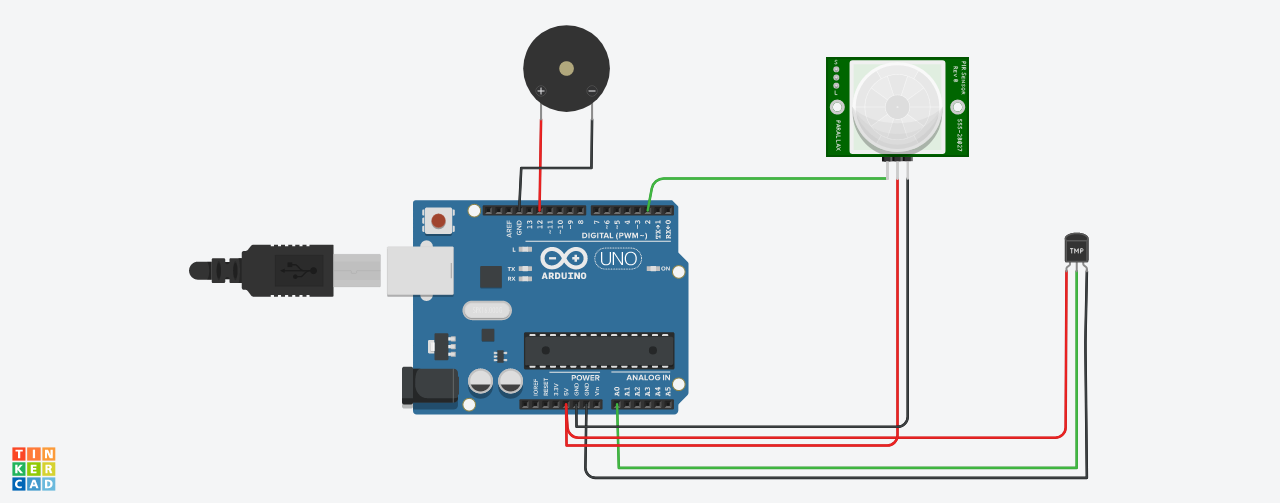 + −
S
L
PARALLAX
PIR Sensor
Rev B
555-28027
AREF
GND
13
12
~11
~10
~9
8
7
~6
~5
4
~3
2
TX→1
RX←0
DIGITAL (PWM~)
L
TX
RX
ARDUINO
UNO
ON
TMP
POWER
ANALOG IN
IOREF
RESET
3.3V
5V
GND
GND
Vin
A0
A1
A2
A3
A4
A5
TIN
KER
CAD